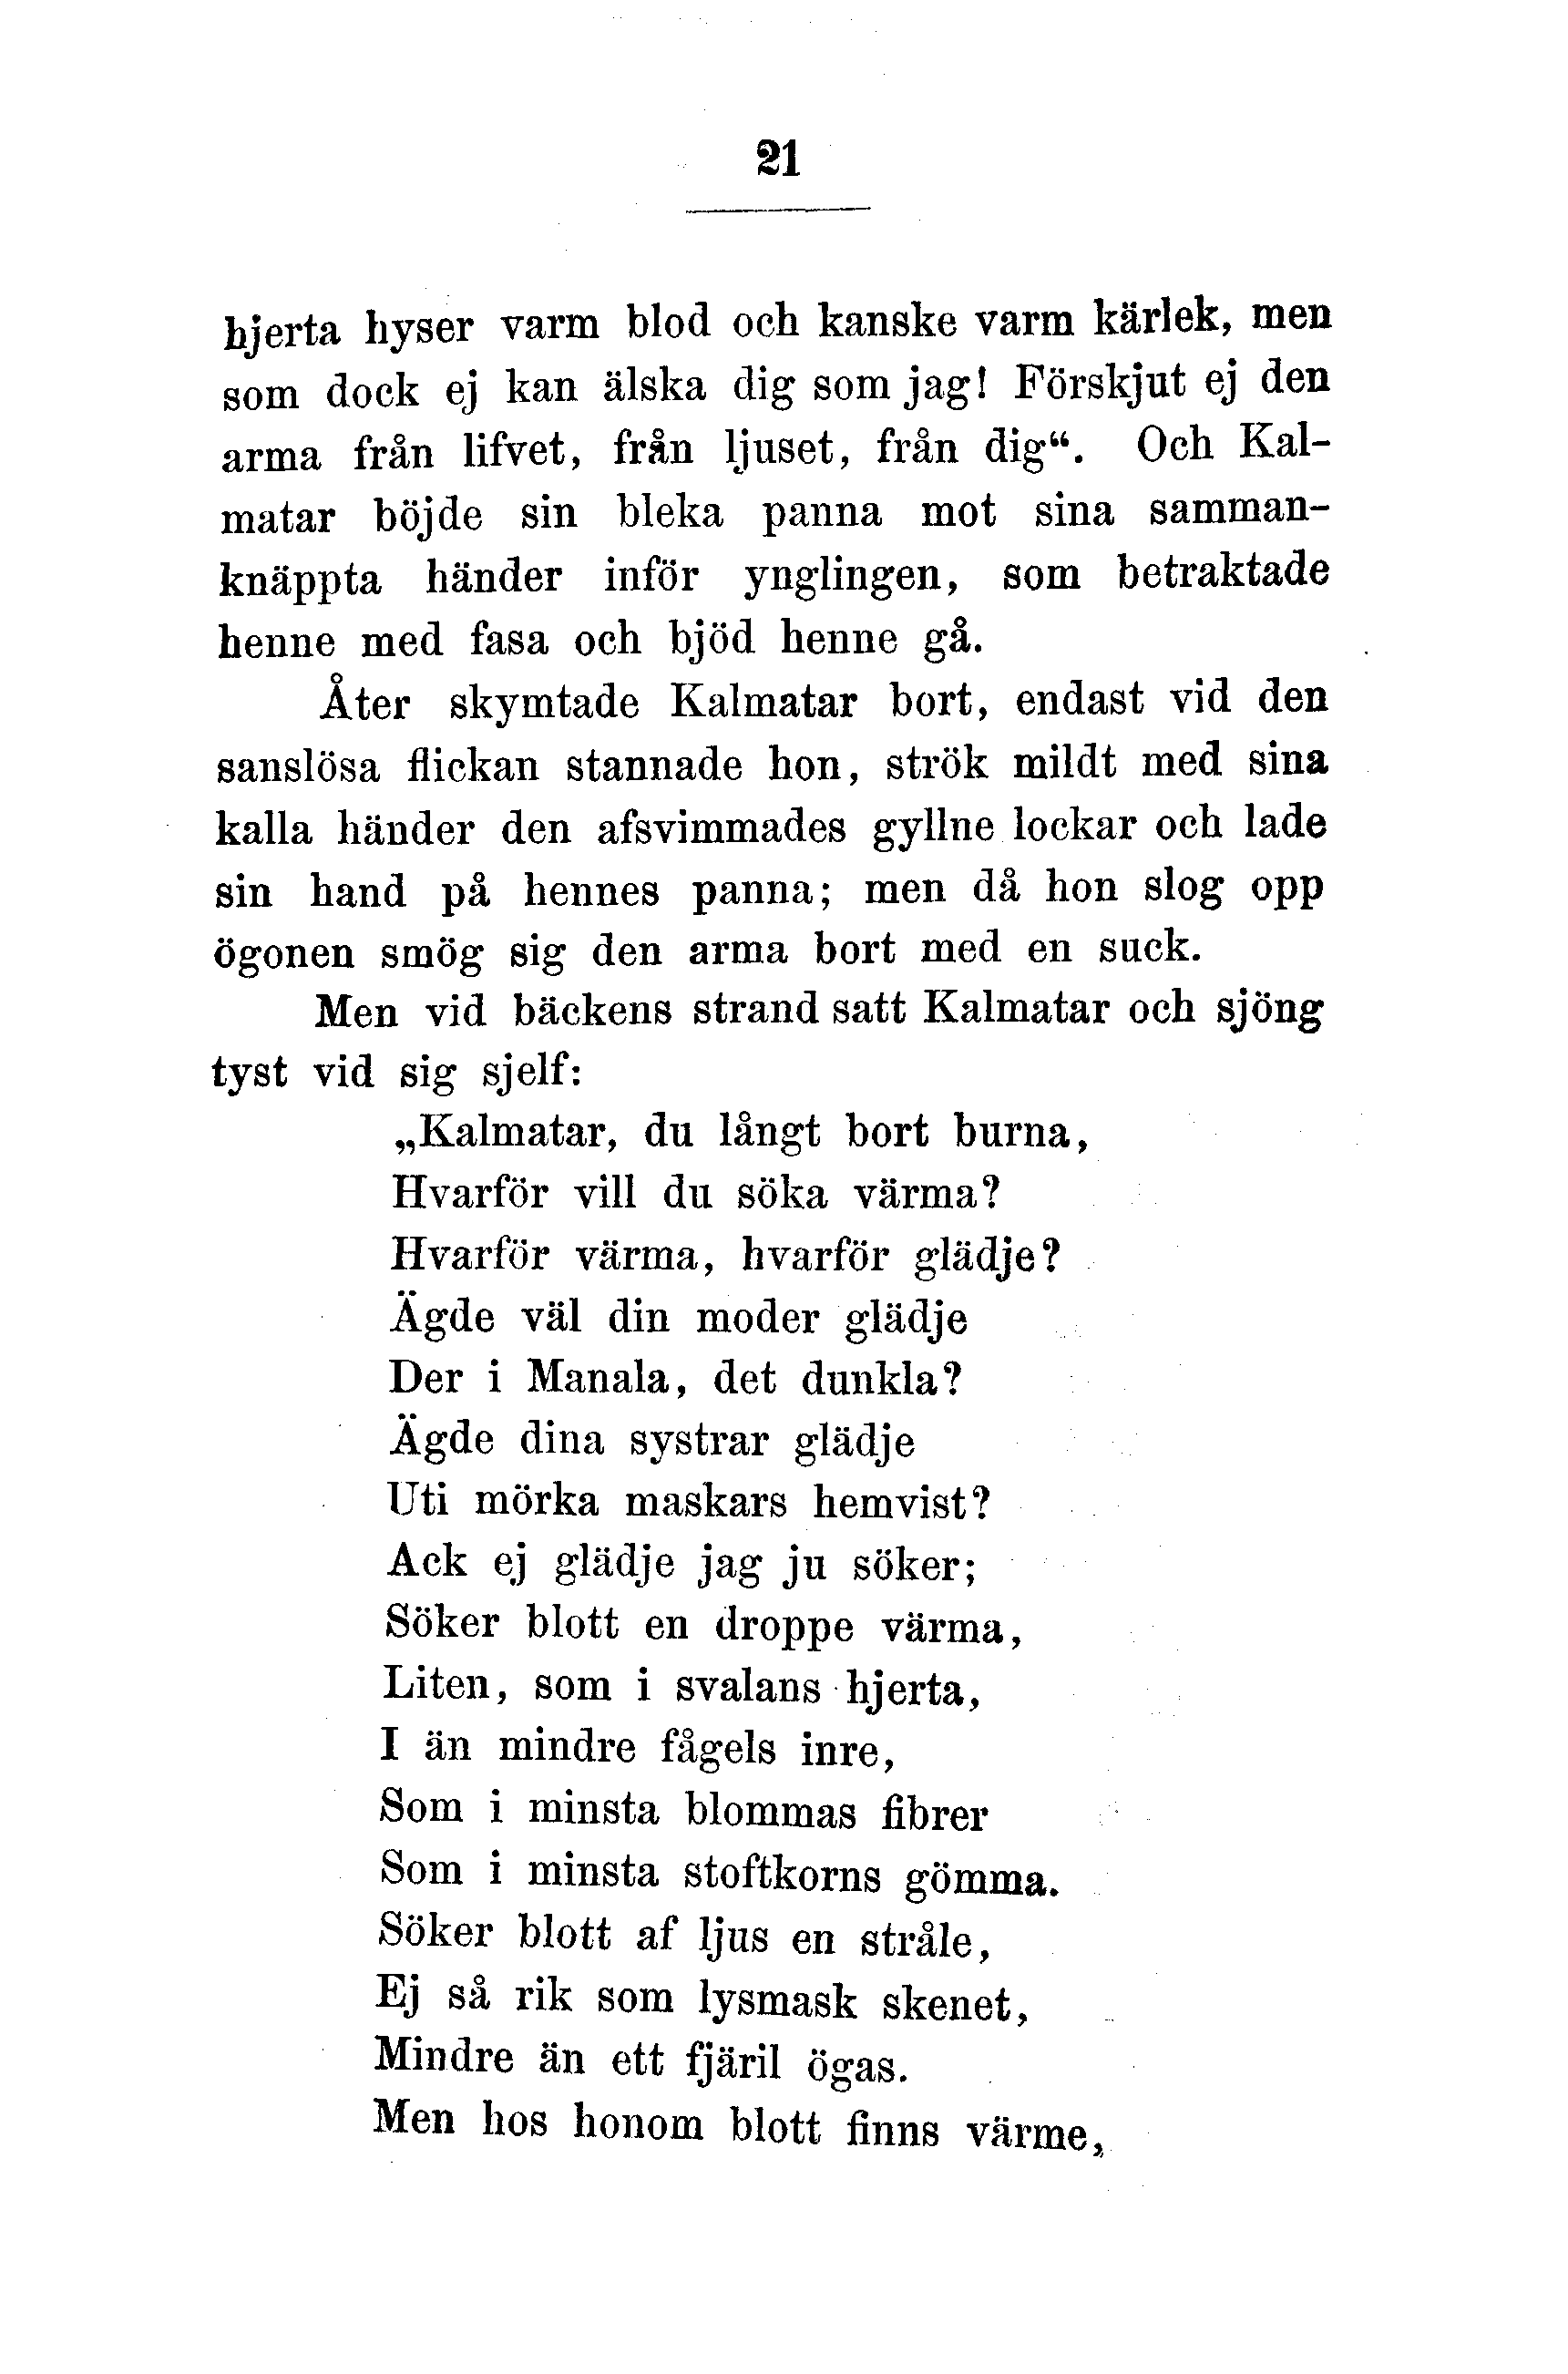 21
hjerta hyser varm blod och kanske varm kärlek, men
som dock ej kan älska dig som jag! Förskjut ej den
arma från lifvet, från ljuset, från dig“. Och Kal-
matar böjde sin bleka panna mot sina samman-
knäppta händer inför ynglingen, som betraktade
henne med fasa och bjöd henne gå.
Åter skymtade Kalmatar bort, endast vid den
sanslösa flickan stannade hon, strök mildt med sina
kalla händer den afsvimmades gyllne lockar och lade
sin hand på hennes panna; men då hon slog opp
ögonen smög sig den arma bort med en suck.
Men vid bäckens strand satt Kalmatar och sjöng
tyst vid sig sjelf:
„Kalmatar, du långt bort burna,
Hvarför vill du söka värma?
Hvarför värma, hvarför glädje?
Ägde väl din moder glädje
Der i Manala, det dunkla?
Ägde dina systrar glädje
Uti mörka maskars hemvist?
Ack ej glädje jag ju söker;
Söker blott en droppe värma,
Liten, som i svalans hjerta,
I än mindre fågels inre,
Som i minsta blommas fibrer
Som i minsta stoftkorns gömma.
Söker blott af ljus en stråle,
Ej så rik som lysmask skenet,
Mindre än ett fjäril ögas.
Men hos honom blott finns värme,